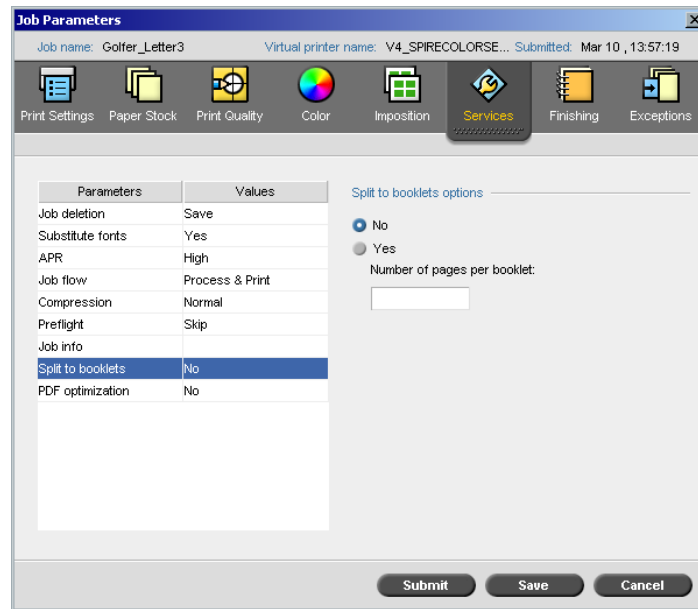 Job Parameters
Job name: Golfer_Letter3 Virtual printer name: V4_SPIRECOLORSE... Submitted: Mar 10 , 13:57:19
Print Settings Paper Stock Print Quality Color Imposition Services Finishing Exceptions
Parameters Values
Job deletion Save
Substitute fonts Yes
APR High
Job flow Process & Print
Compression Normal
Preflight Skip
Job info
Split to booklets No
PDF optimization No
Split to booklets options
No
Yes
Number of pages per booklet:
Submit Save Cancel